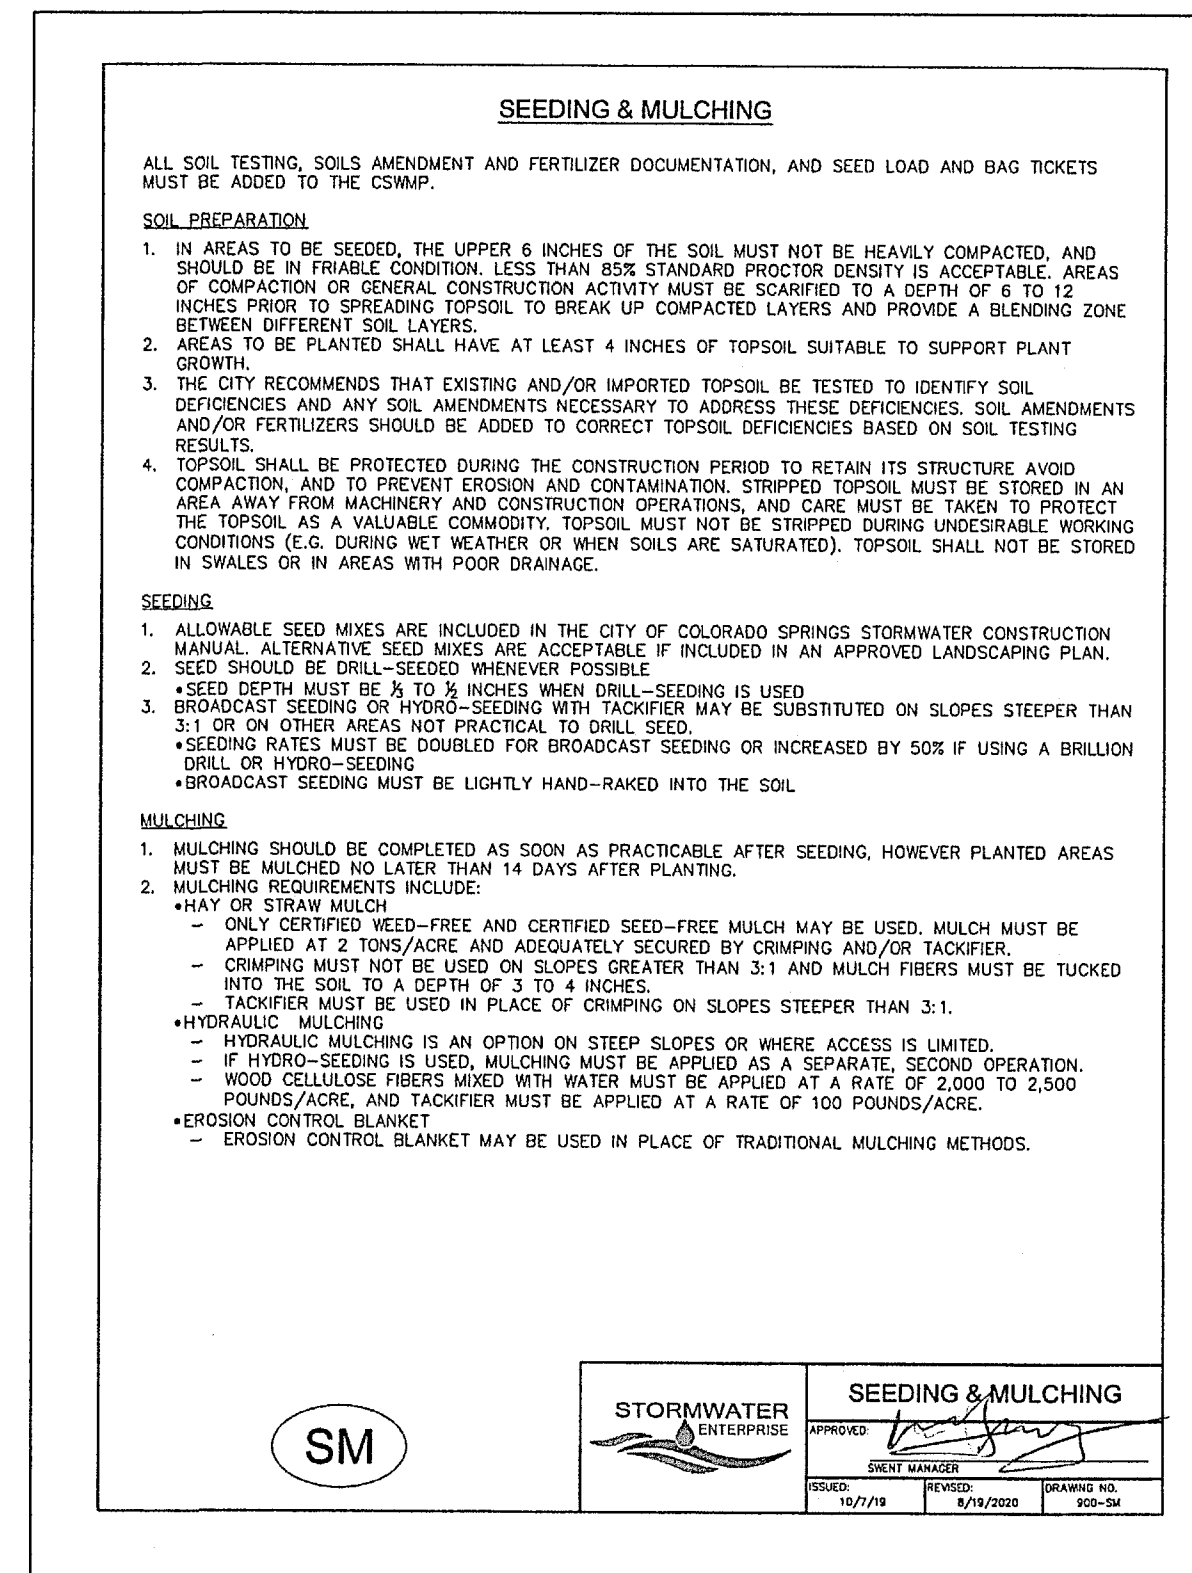 SEEDING & MULCHING
ALL SOIL TESTING, SOILS AMENDMENT AND FERTILIZER DOCUMENTATION, AND SEED LOAD AND BAG TICKETS
MUST BE ADDED TO THE CSWMP.
SOIL PREPARATION
1. IN AREAS TO BE SEEDED, THE UPPER 6 INCHES OF THE SOIL MUST NOT BE HEAVILY COMPACTED, AND
SHOULD BE IN FRIABLE CONDITION. LESS THAN 85% STANDARD PROCTOR DENSITY IS ACCEPTABLE. AREAS
OF COMPACTION OR GENERAL CONSTRUCTION ACTIVITY MUST BE SCARIFIED TO A DEPTH OF 6 TO 12
INCHES PRIOR TO SPREADING TOPSOIL TO BREAK UP COMPACTED LAYERS AND PROVIDE A BLENDING ZONE
BETWEEN DIFFERENT SOIL LAYERS.
2. AREAS TO BE PLANTED SHALL HAVE AT LEAST 4 INCHES OF TOPSOIL SUITABLE TO SUPPORT PLANT
GROWTH.
3. THE CITY RECOMMENDS THAT EXISTING AND/OR IMPORTED TOPSOIL BE TESTED TO IDENTIFY SOIL
DEFICIENCIES AND ANY SOIL AMENDMENTS NECESSARY TO ADDRESS THESE DEFICIENCIES. SOIL AMENDMENTS
AND/OR FERTILIZERS SHOULD BE ADDED TO CORRECT TOPSOIL DEFICIENCIES BASED ON SOIL TESTING
RESULTS.
4. TOPSOIL SHALL BE PROTECTED DURING THE CONSTRUCTION PERIOD TO RETAIN ITS STRUCTURE AVOID
COMPACTION, AND TO PREVENT EROSION AND CONTAMINATION. STRIPPED TOPSOIL MUST BE STORED IN AN
AREA AWAY FROM MACHINERY AND CONSTRUCTION OPERATIONS, AND CARE MUST BE TAKEN TO PROTECT
THE TOPSOIL AS A VALUABLE COMMODITY. TOPSOIL MUST NOT BE STRIPPED DURING UNDESIRABLE WORKING
CONDITIONS (E.G. DURING WET WEATHER OR WHEN SOILS ARE SATURATED). TOPSOIL SHALL NOT BE STORED
IN SWALES OR IN AREAS WITH POOR DRAINAGE.
SEEDING
1. ALLOWABLE SEED MIXES ARE INCLUDED IN THE CITY OF COLORADO SPRINGS STORMWATER CONSTRUCTION
MANUAL. ALTERNATIVE SEED MIXES ARE ACCEPTABLE IF INCLUDED IN AN APPROVED LANDSCAPING PLAN.
2. SEED SHOULD BE DRILL-SEEDED WHENEVER POSSIBLE
•SEED DEPTH MUST BE ⅓ TO ½ INCHES WHEN DRILL-SEEDING IS USED
3. BROADCAST SEEDING OR HYDRO-SEEDING WITH TACKIFIER MAY BE SUBSTITUTED ON SLOPES STEEPER THAN
3:1 OR ON OTHER AREAS NOT PRACTICAL TO DRILL SEED.
•SEEDING RATES MUST BE DOUBLED FOR BROADCAST SEEDING OR INCREASED BY 50% IF USING A BRILLION
DRILL OR HYDRO-SEEDING
•BROADCAST SEEDING MUST BE LIGHTLY HAND-RAKED INTO THE SOIL
MULCHING
1. MULCHING SHOULD BE COMPLETED AS SOON AS PRACTICABLE AFTER SEEDING, HOWEVER PLANTED AREAS
MUST BE MULCHED NO LATER THAN 14 DAYS AFTER PLANTING.
2. MULCHING REQUIREMENTS INCLUDE:
•HAY OR STRAW MULCH
– ONLY CERTIFIED WEED-FREE AND CERTIFIED SEED-FREE MULCH MAY BE USED. MULCH MUST BE
APPLIED AT 2 TONS/ACRE AND ADEQUATELY SECURED BY CRIMPING AND/OR TACKIFIER.
– CRIMPING MUST NOT BE USED ON SLOPES GREATER THAN 3:1 AND MULCH FIBERS MUST BE TUCKED
INTO THE SOIL TO A DEPTH OF 3 TO 4 INCHES.
– TACKIFIER MUST BE USED IN PLACE OF CRIMPING ON SLOPES STEEPER THAN 3:1.
•HYDRAULIC MULCHING
– HYDRAULIC MULCHING IS AN OPTION ON STEEP SLOPES OR WHERE ACCESS IS LIMITED.
– IF HYDRO-SEEDING IS USED, MULCHING MUST BE APPLIED AS A SEPARATE, SECOND OPERATION.
– WOOD CELLULOSE FIBERS MIXED WITH WATER MUST BE APPLIED AT A RATE OF 2,000 TO 2,500
POUNDS/ACRE, AND TACKIFIER MUST BE APPLIED AT A RATE OF 100 POUNDS/ACRE.
•EROSION CONTROL BLANKET
– EROSION CONTROL BLANKET MAY BE USED IN PLACE OF TRADITIONAL MULCHING METHODS.
SM
STORMWATER
ENTERPRISE
SEEDING & MULCHING
APPROVED:
SWENT MANAGER
ISSUED: 10/7/19
REVISED: 8/19/2020
DRAWING NO. 900-SM